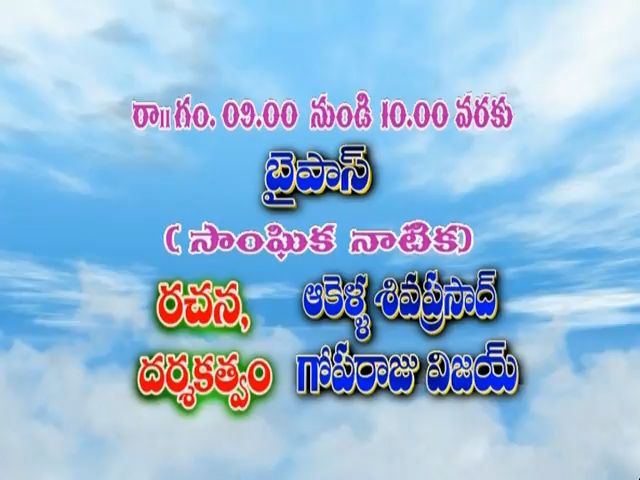 రా॥గం. 09.00 నుండి 10.00 వరకు
బైపాస్
( సాంఘిక నాటిక)
రచన, ఆకెళ్ళ శివప్రసాద్
దర్శకత్వం గోపరాజు విజయ్